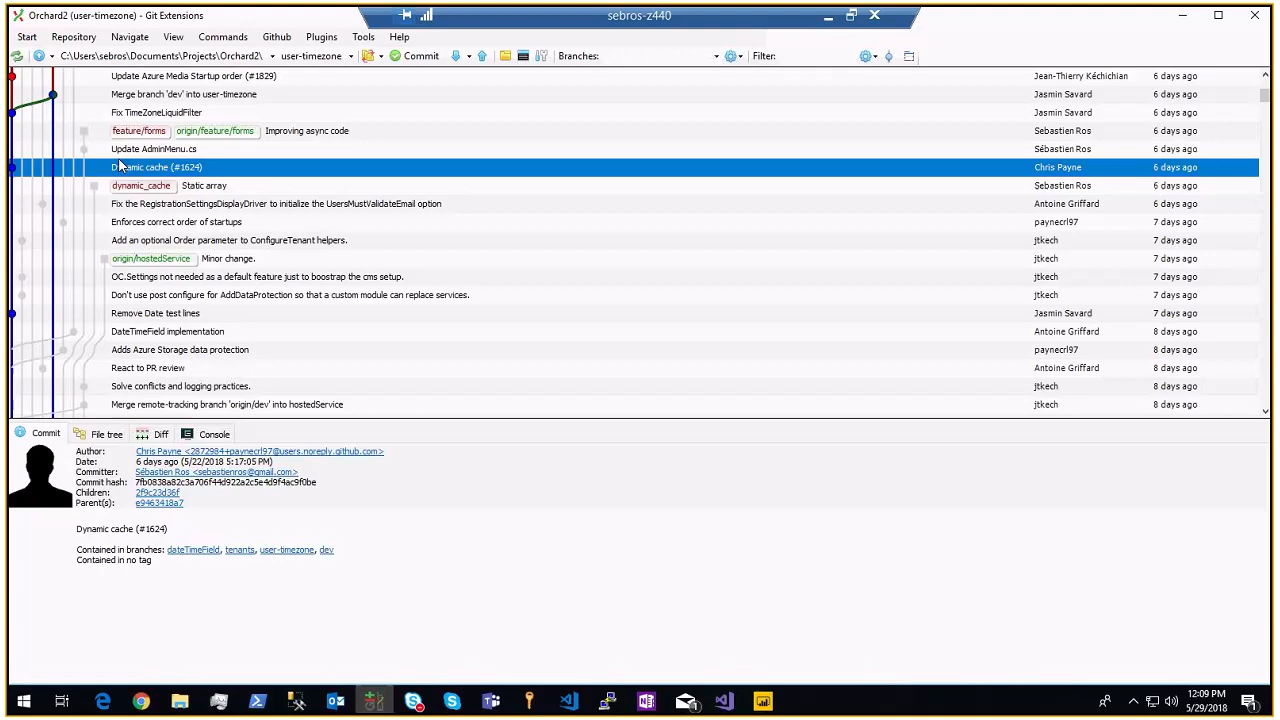 Orchard2 (user-timezone) - Git Extensions
sebros-z440
Start Repository Navigate View Commands Github Plugins Tools Help
C:\Users\sebros\Documents\Projects\Orchard2\ user-timezone Commit Branches: Filter:
Update Azure Media Startup order (#1829) Jean-Thierry Kéchichian 6 days ago
Merge branch 'dev' into user-timezone Jasmin Savard 6 days ago
Fix TimeZoneLiquidFilter Jasmin Savard 6 days ago
feature/forms origin/feature/forms Improving async code Sebastien Ros 6 days ago
Update AdminMenu.cs Sébastien Ros 6 days ago
Dynamic cache (#1624) Chris Payne 6 days ago
dynamic_cache Static array Sebastien Ros 6 days ago
Fix the RegistrationSettingsDisplayDriver to initialize the UsersMustValidateEmail option Antoine Griffard 6 days ago
Enforces correct order of startups paynecrl97 7 days ago
Add an optional Order parameter to ConfigureTenant helpers. jtkech 7 days ago
origin/hostedService Minor change. jtkech 7 days ago
OC.Settings not needed as a default feature just to boostrap the cms setup. jtkech 7 days ago
Don't use post configure for AddDataProtection so that a custom module can replace services. jtkech 7 days ago
Remove Date test lines Jasmin Savard 7 days ago
DateTimeField implementation Antoine Griffard 8 days ago
Adds Azure Storage data protection paynecrl97 8 days ago
React to PR review Antoine Griffard 8 days ago
Solve conflicts and logging practices. jtkech 8 days ago
Merge remote-tracking branch 'origin/dev' into hostedService jtkech 8 days ago
Commit File tree Diff Console
Author: Chris Payne <2872984+paynecrl97@users.noreply.github.com>
Date: 6 days ago (5/22/2018 5:17:05 PM)
Committer: Sébastien Ros <sebastienros@gmail.com>
Commit hash: 7fb0838a82c3a706f44d922a2c5e4d9f4ac9f0be
Children: 2f9c23d36f
Parent(s): e9463418a7
Dynamic cache (#1624)
Contained in branches: dateTimeField, tenants, user-timezone, dev
Contained in no tag
12:09 PM
5/29/2018